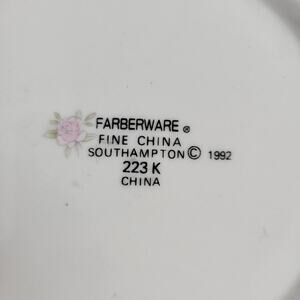 FARBERWARE ®
FINE CHINA
SOUTHAMPTON © 1992
223 K
CHINA